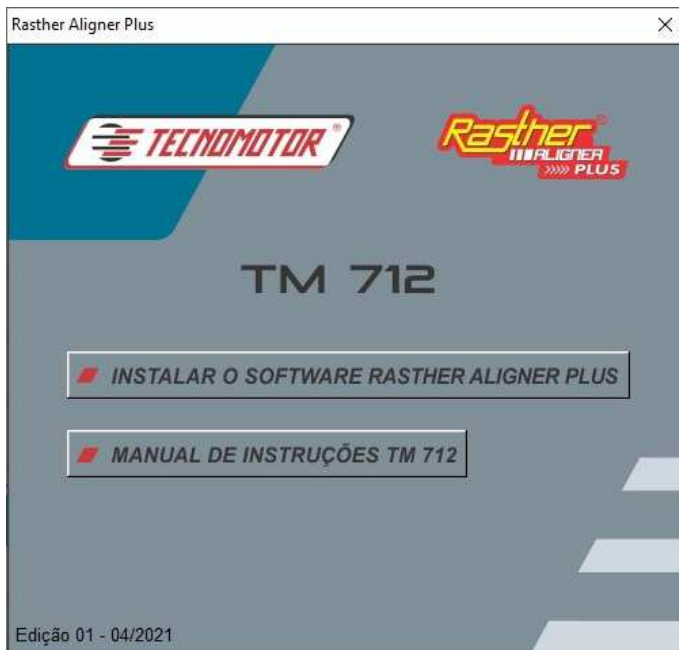 Rasther Aligner Plus
TECNOMOTOR®
Rasther®
ALIGNER
»»» PLUS
TM 712
INSTALAR O SOFTWARE RASTHER ALIGNER PLUS
MANUAL DE INSTRUÇÕES TM 712
Edição 01 - 04/2021